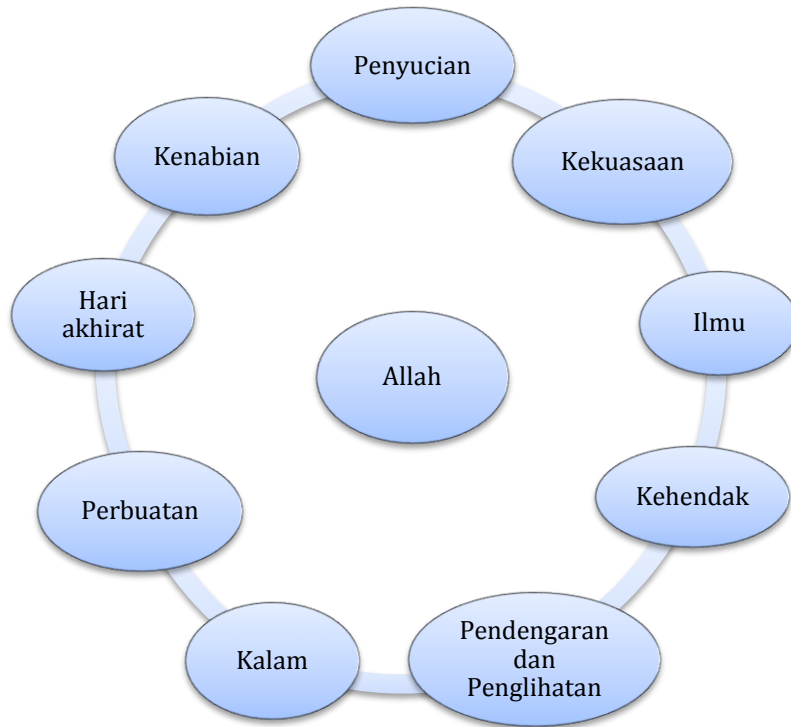 Penyucian
Kekuasaan
Ilmu
Kehendak
Pendengaran
dan
Penglihatan
Kalam
Perbuatan
Hari
akhirat
Kenabian
Allah